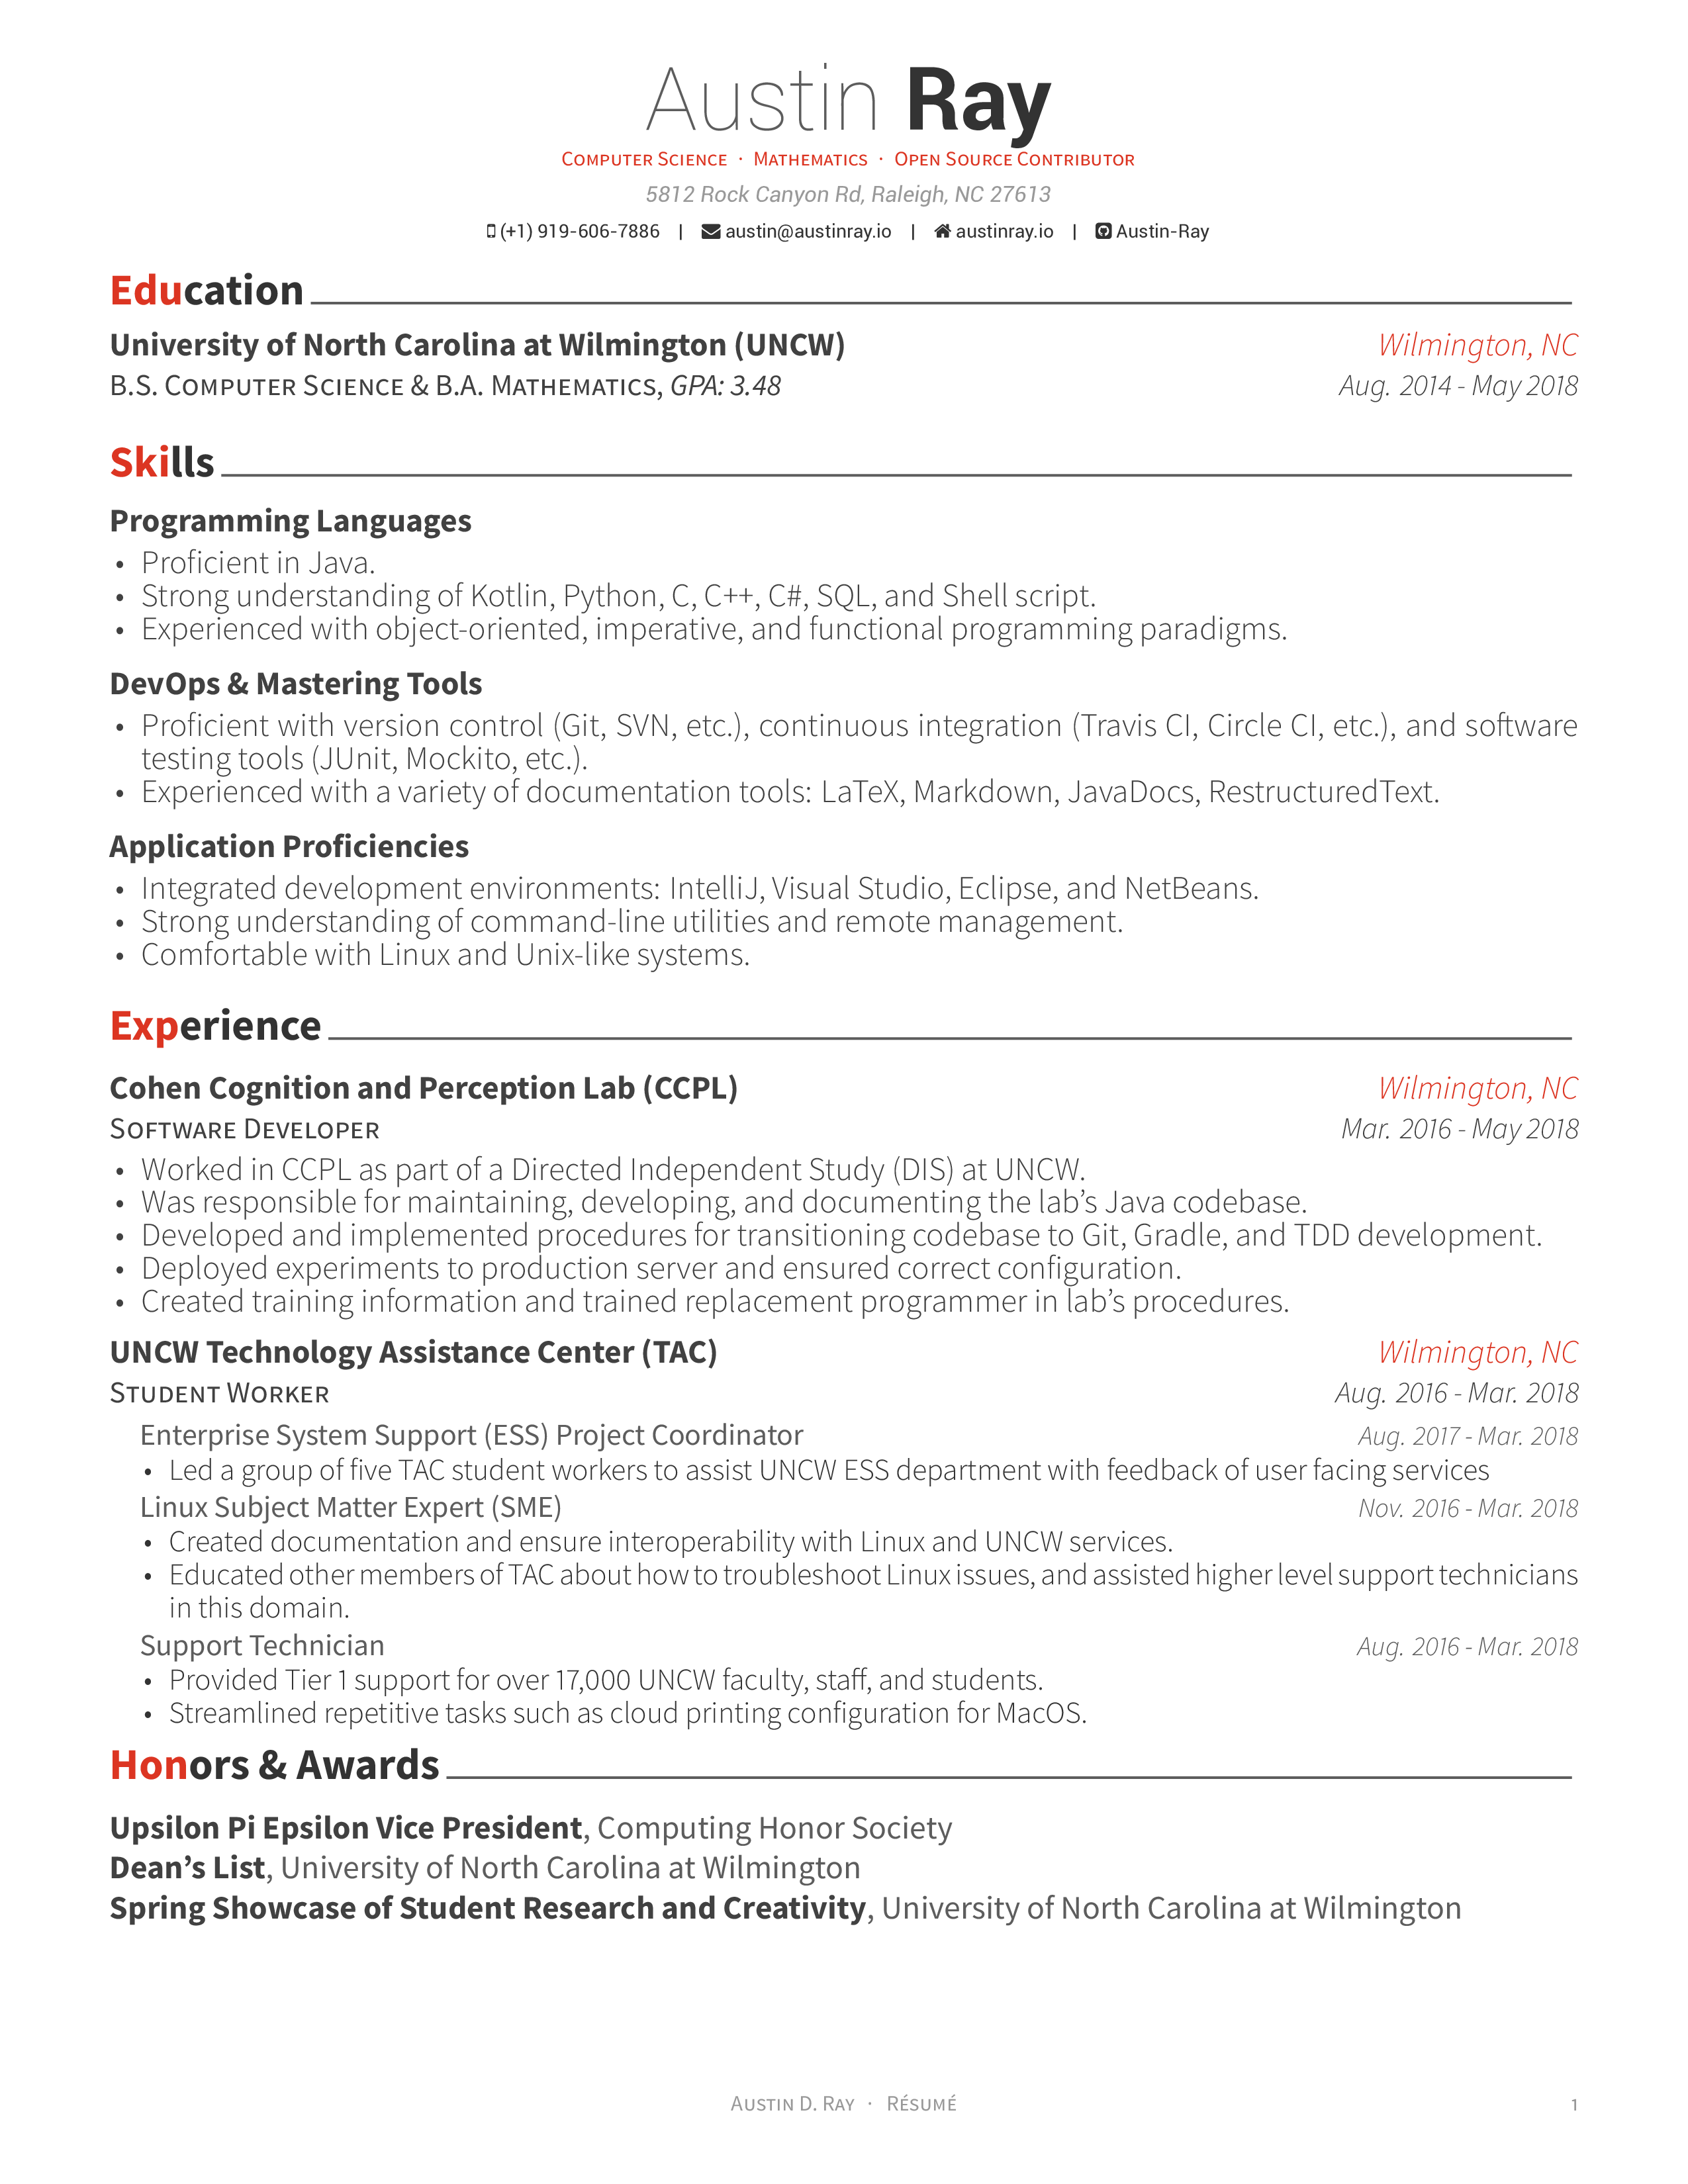 Austin Ray
Computer Science · Mathematics · Open Source Contributor
5812 Rock Canyon Rd, Raleigh, NC 27613
(+1) 919-606-7886 | austin@austinray.io | austinray.io | Austin-Ray
Education
University of North Carolina at Wilmington (UNCW) Wilmington, NC
B.S. Computer Science & B.A. Mathematics, GPA: 3.48 Aug. 2014 - May 2018
Skills
Programming Languages
• Proficient in Java.
• Strong understanding of Kotlin, Python, C, C++, C#, SQL, and Shell script.
• Experienced with object-oriented, imperative, and functional programming paradigms.
DevOps & Mastering Tools
• Proficient with version control (Git, SVN, etc.), continuous integration (Travis CI, Circle CI, etc.), and software
testing tools (JUnit, Mockito, etc.).
• Experienced with a variety of documentation tools: LaTeX, Markdown, JavaDocs, RestructuredText.
Application Proficiencies
• Integrated development environments: IntelliJ, Visual Studio, Eclipse, and NetBeans.
• Strong understanding of command-line utilities and remote management.
• Comfortable with Linux and Unix-like systems.
Experience
Cohen Cognition and Perception Lab (CCPL) Wilmington, NC
Software Developer Mar. 2016 - May 2018
• Worked in CCPL as part of a Directed Independent Study (DIS) at UNCW.
• Was responsible for maintaining, developing, and documenting the lab’s Java codebase.
• Developed and implemented procedures for transitioning codebase to Git, Gradle, and TDD development.
• Deployed experiments to production server and ensured correct configuration.
• Created training information and trained replacement programmer in lab’s procedures.
UNCW Technology Assistance Center (TAC) Wilmington, NC
Student Worker Aug. 2016 - Mar. 2018
Enterprise System Support (ESS) Project Coordinator Aug. 2017 - Mar. 2018
• Led a group of five TAC student workers to assist UNCW ESS department with feedback of user facing services
Linux Subject Matter Expert (SME) Nov. 2016 - Mar. 2018
• Created documentation and ensure interoperability with Linux and UNCW services.
• Educated other members of TAC about how to troubleshoot Linux issues, and assisted higher level support technicians
in this domain.
Support Technician Aug. 2016 - Mar. 2018
• Provided Tier 1 support for over 17,000 UNCW faculty, staff, and students.
• Streamlined repetitive tasks such as cloud printing configuration for MacOS.
Honors & Awards
Upsilon Pi Epsilon Vice President, Computing Honor Society
Dean’s List, University of North Carolina at Wilmington
Spring Showcase of Student Research and Creativity, University of North Carolina at Wilmington
Austin D. Ray · Résumé 1